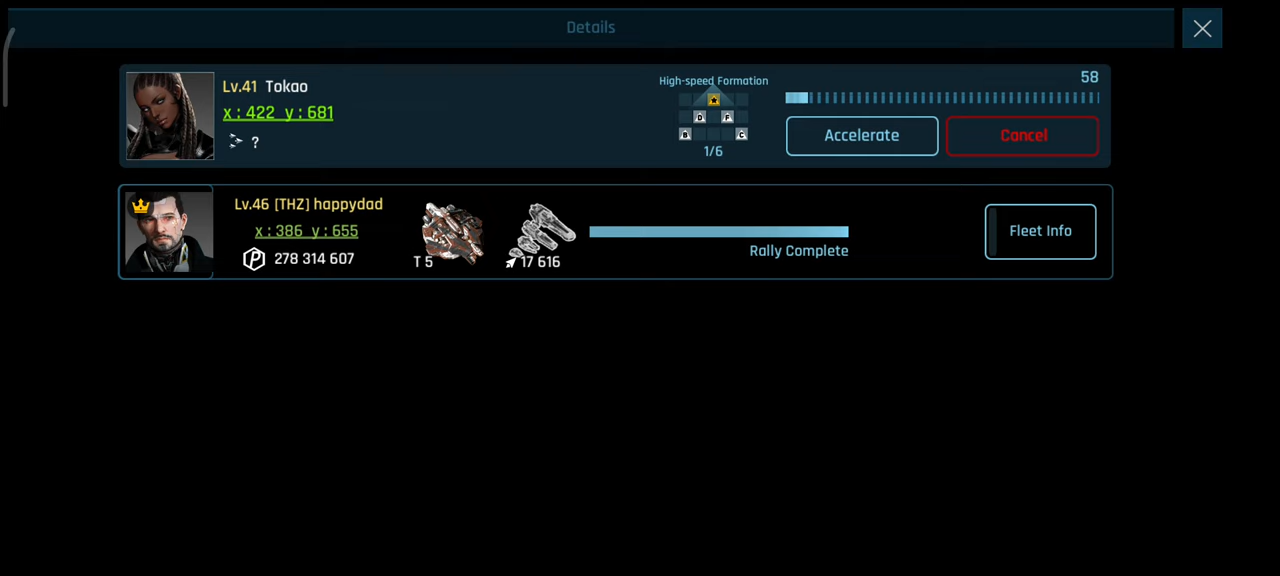 Details
Lv.41 Tokao
x : 422 y : 681
?
High-speed Formation
D F
B C
1/6
58
Accelerate
Cancel
Lv.46 [THZ] happydad
x : 386 y : 655
P 278 314 607
T 5
17 616
Rally Complete
Fleet Info